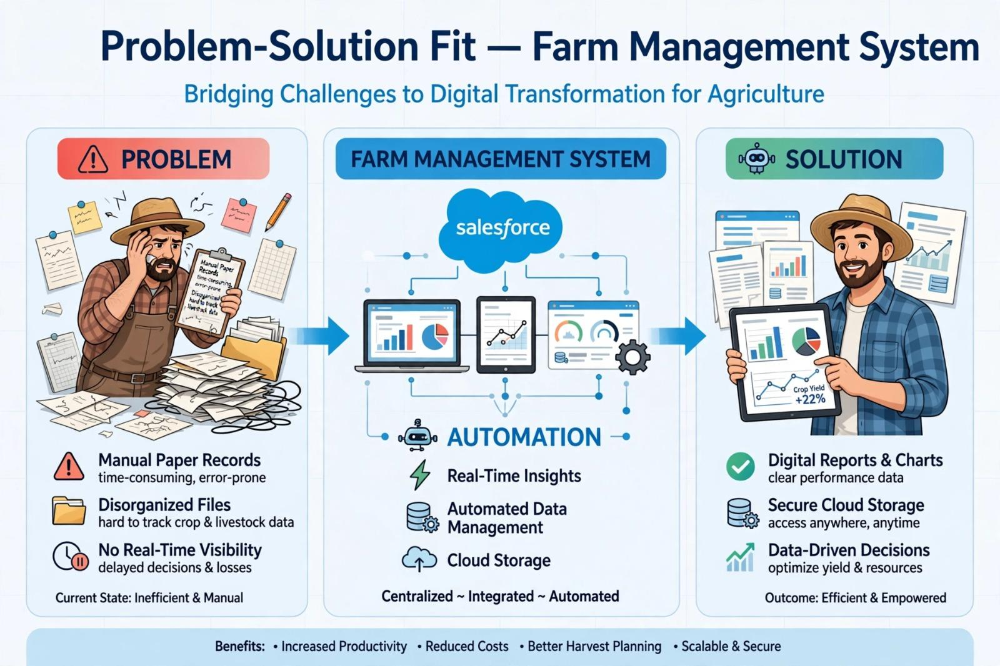 Problem-Solution Fit — Farm Management System
Bridging Challenges to Digital Transformation for Agriculture
PROBLEM
Manual Paper
Records
time-consuming,
error-prone
Disorganized
hard to track
livestock data
Manual Paper Records
time-consuming, error-prone
Disorganized Files
hard to track crop & livestock data
No Real-Time Visibility
delayed decisions & losses
Current State: Inefficient & Manual
FARM MANAGEMENT SYSTEM
salesforce
AUTOMATION
Real-Time Insights
Automated Data
Management
Cloud Storage
Centralized ~ Integrated ~ Automated
SOLUTION
Crop Yield
+22%
Digital Reports & Charts
clear performance data
Secure Cloud Storage
access anywhere, anytime
Data-Driven Decisions
optimize yield & resources
Outcome: Efficient & Empowered
Benefits: • Increased Productivity • Reduced Costs • Better Harvest Planning • Scalable & Secure